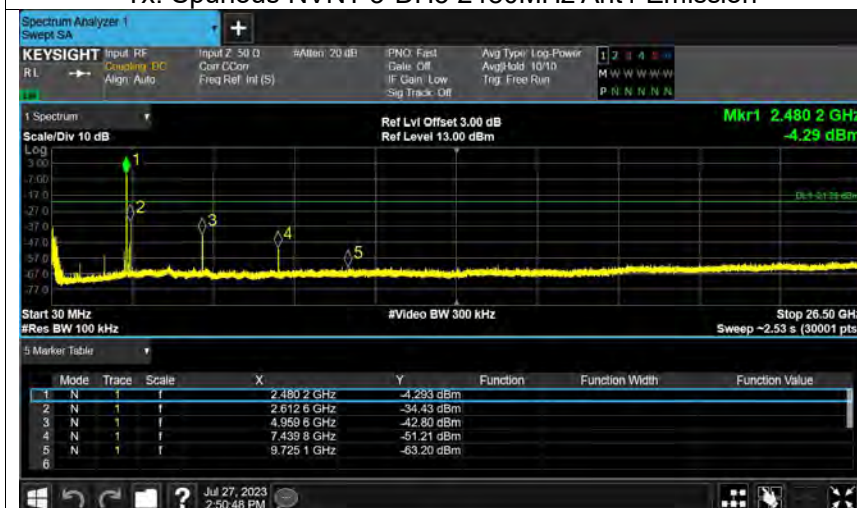 Tx. Spurious NVNT 3-DH5 2480MHz Ant1 Emission
Spectrum Analyzer 1
Swept SA
+
KEYSIGHT Input: RF Input Z: 50 Ω #Atten: 20 dB PNO: Fast Avg Type: Log-Power 1 2 3 4 5 6
RL Coupling: DC Corr CCorr Gate: Off Avg|Hold: 10/10 M W W W W W
Align: Auto Freq Ref: Int (S) IF Gain: Low Trig: Free Run
Sig Track: Off P N N N N N
1 Spectrum
Scale/Div 10 dB
Ref Lvl Offset 3.00 dB
Ref Level 13.00 dBm
Mkr1 2.480 2 GHz
-4.29 dBm
Log
3.00
-7.00
-17.0
-27.0
-37.0
-47.0
-57.0
-67.0
-77.0
1
2
3
4
5
Start 30 MHz #Video BW 300 kHz Stop 26.50 GHz
#Res BW 100 kHz Sweep ~2.53 s (30001 pts
5 Marker Table
Mode Trace Scale X Y Function Function Width Function Value
1 N 1 f 2.480 2 GHz -4.293 dBm
2 N 1 f 2.612 6 GHz -34.43 dBm
3 N 1 f 4.959 6 GHz -42.80 dBm
4 N 1 f 7.439 8 GHz -51.21 dBm
5 N 1 f 9.725 1 GHz -63.20 dBm
6
? Jul 27, 2023
2:50:48 PM